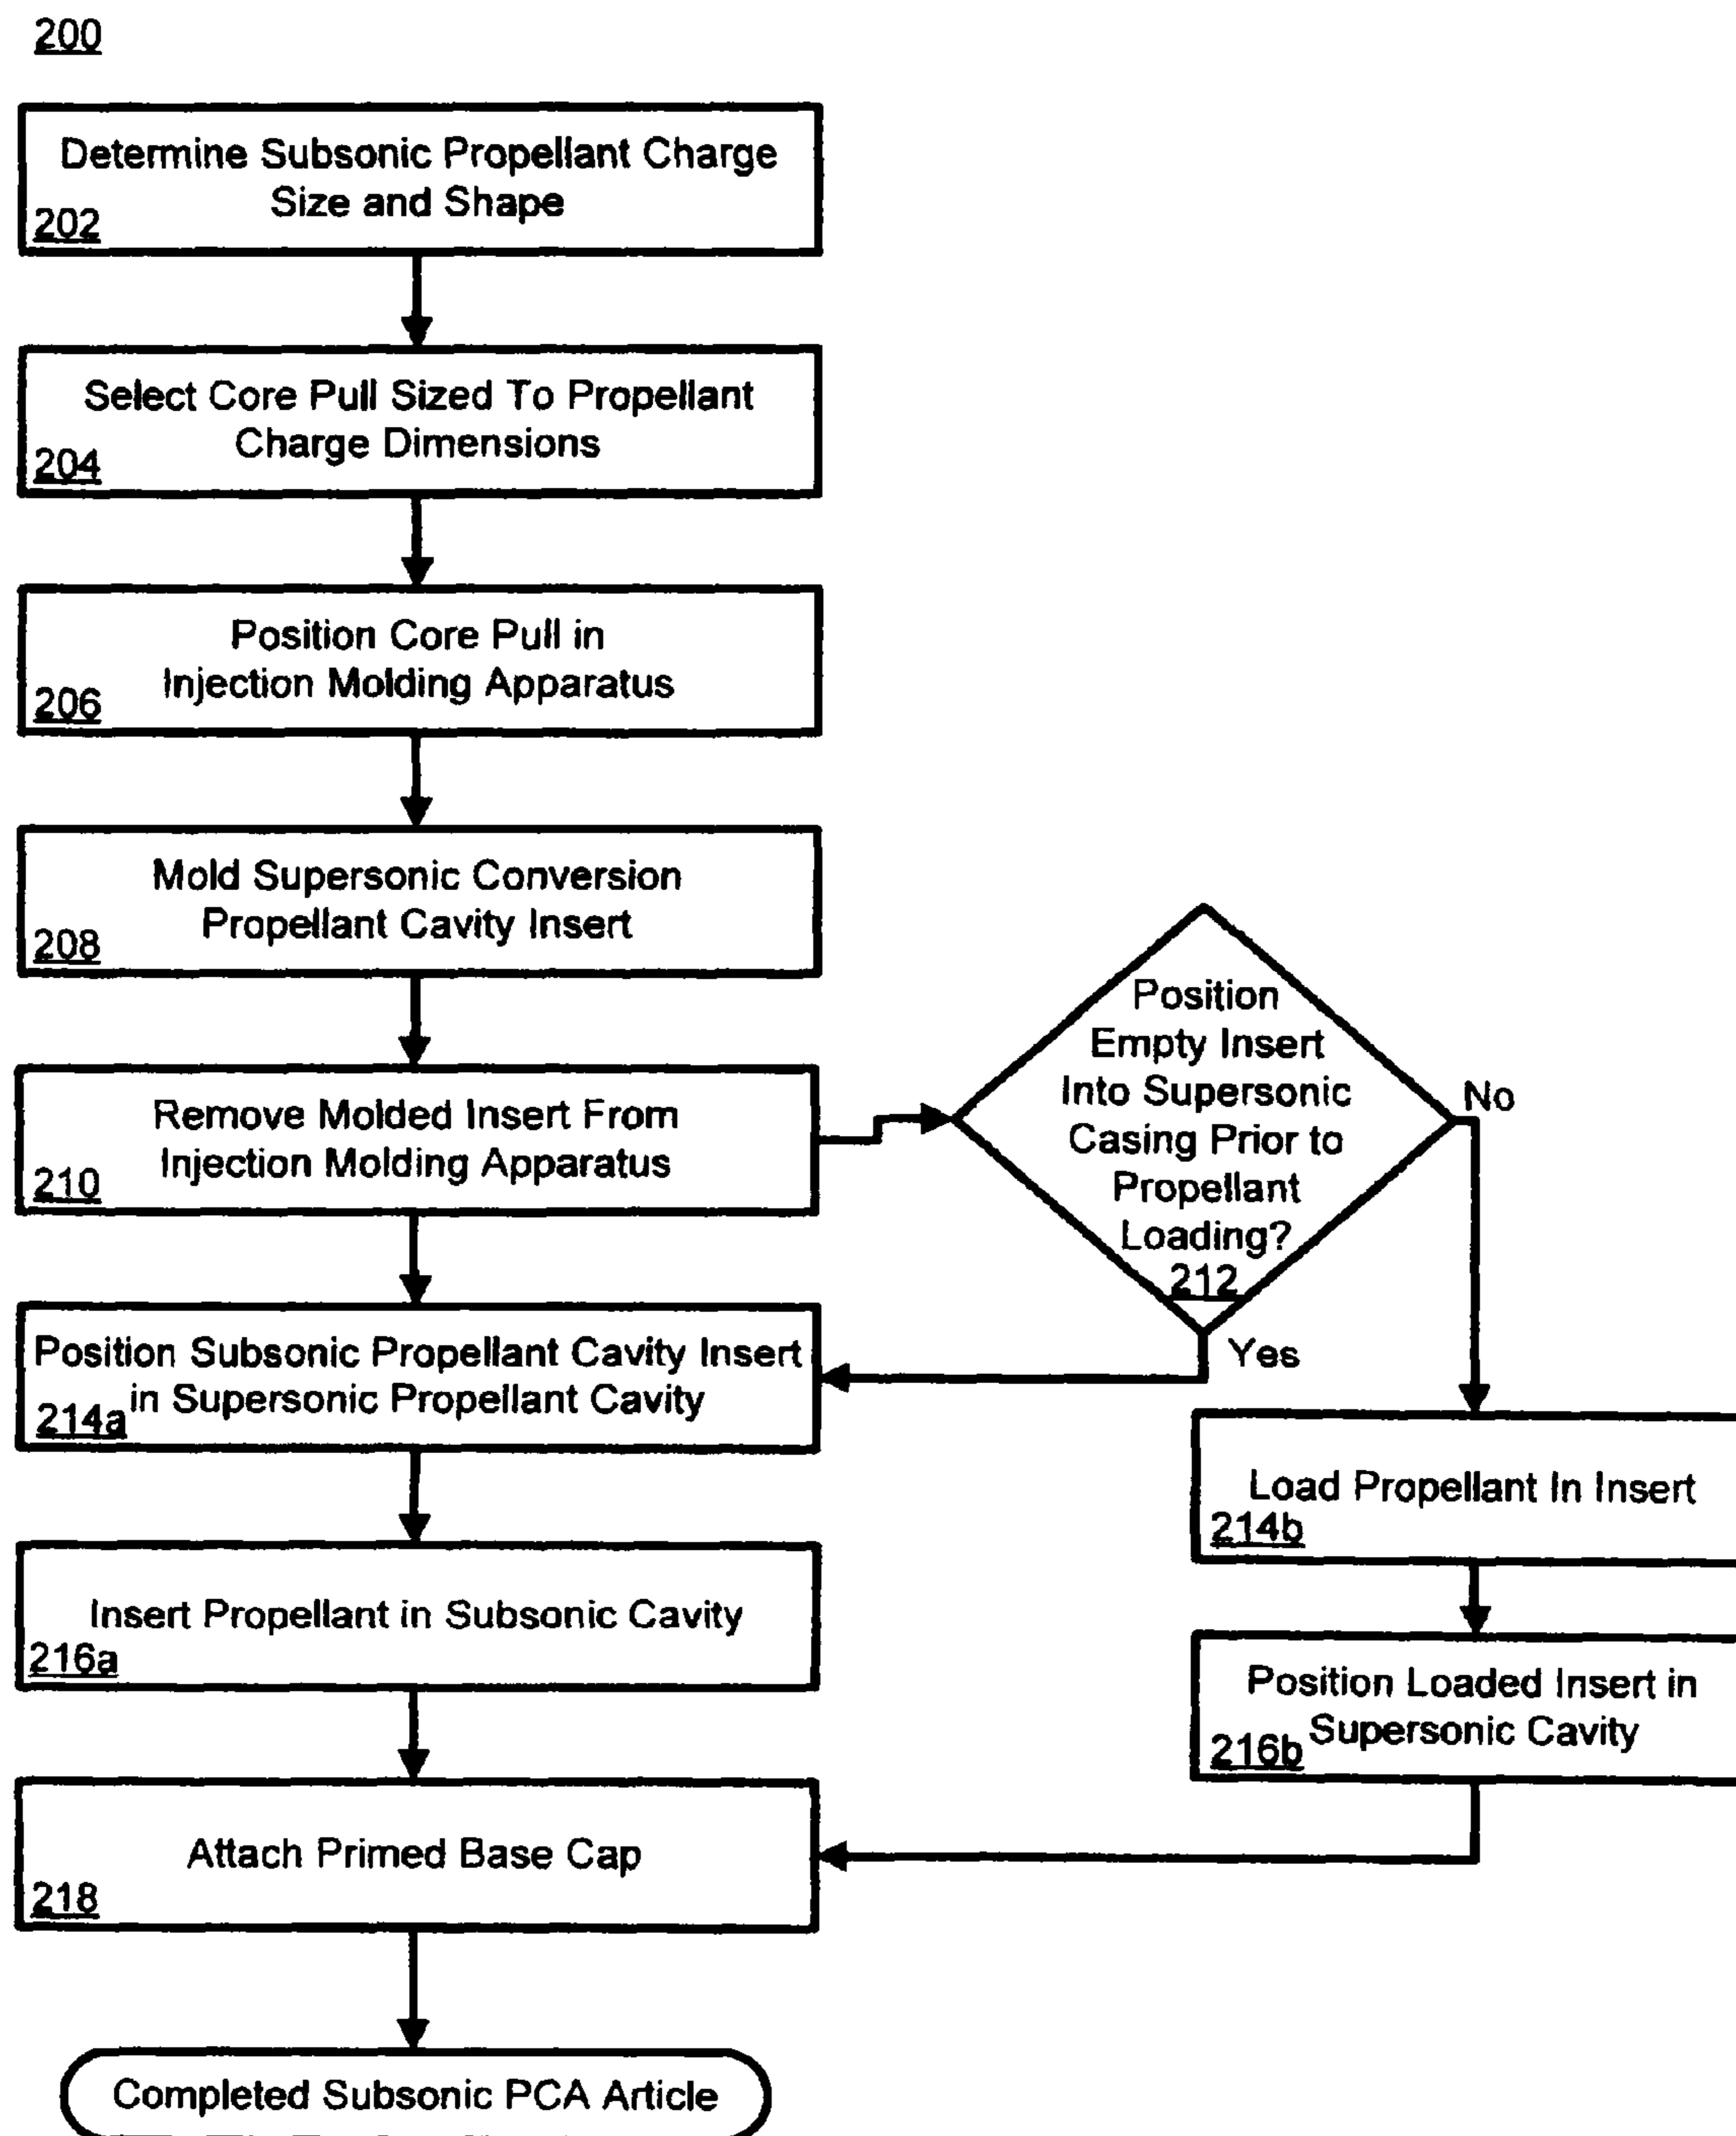 200
Determine Subsonic Propellant Charge
Size and Shape
202
Select Core Pull Sized To Propellant
Charge Dimensions
204
Position Core Pull in
Injection Molding Apparatus
206
Mold Supersonic Conversion
Propellant Cavity Insert
208
Remove Molded Insert From
Injection Molding Apparatus
210
Position
Empty Insert
Into Supersonic
Casing Prior to
Propellant
Loading?
212
No
Yes
Position Subsonic Propellant Cavity Insert
in Supersonic Propellant Cavity
214a
Load Propellant In Insert
214b
Insert Propellant in Subsonic Cavity
216a
Position Loaded Insert in
Supersonic Cavity
216b
Attach Primed Base Cap
218
Completed Subsonic PCA Article